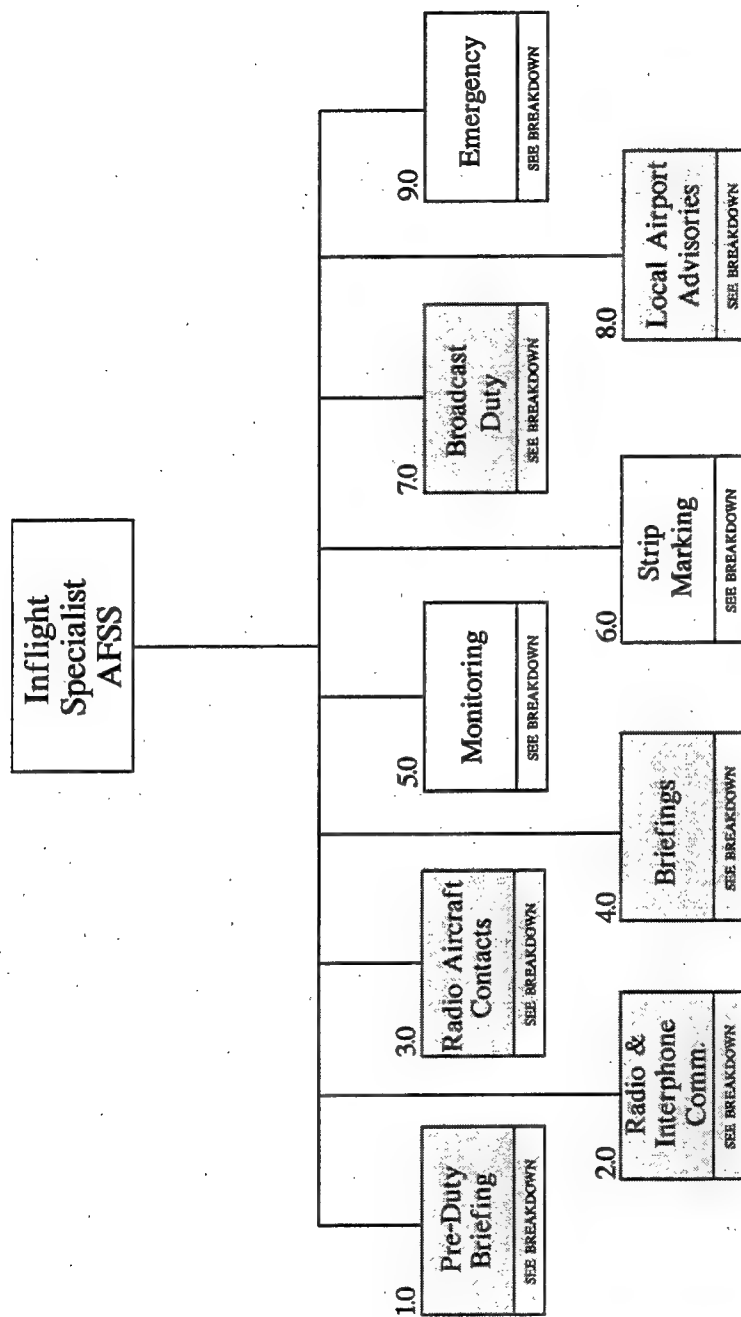 Inflight
Specialist
AFSS
1.0
Pre-Duty
Briefing
SEE BREAKDOWN
3.0
Radio Aircraft
Contacts
SEE BREAKDOWN
5.0
Monitoring
SEE BREAKDOWN
7.0
Broadcast
Duty
SEE BREAKDOWN
9.0
Emergency
SEE BREAKDOWN
2.0
Radio &
Interphone
Comm.
SEE BREAKDOWN
4.0
Briefings
SEE BREAKDOWN
6.0
Strip
Marking
SEE BREAKDOWN
8.0
Local Airport
Advisories
SEE BREAKDOWN